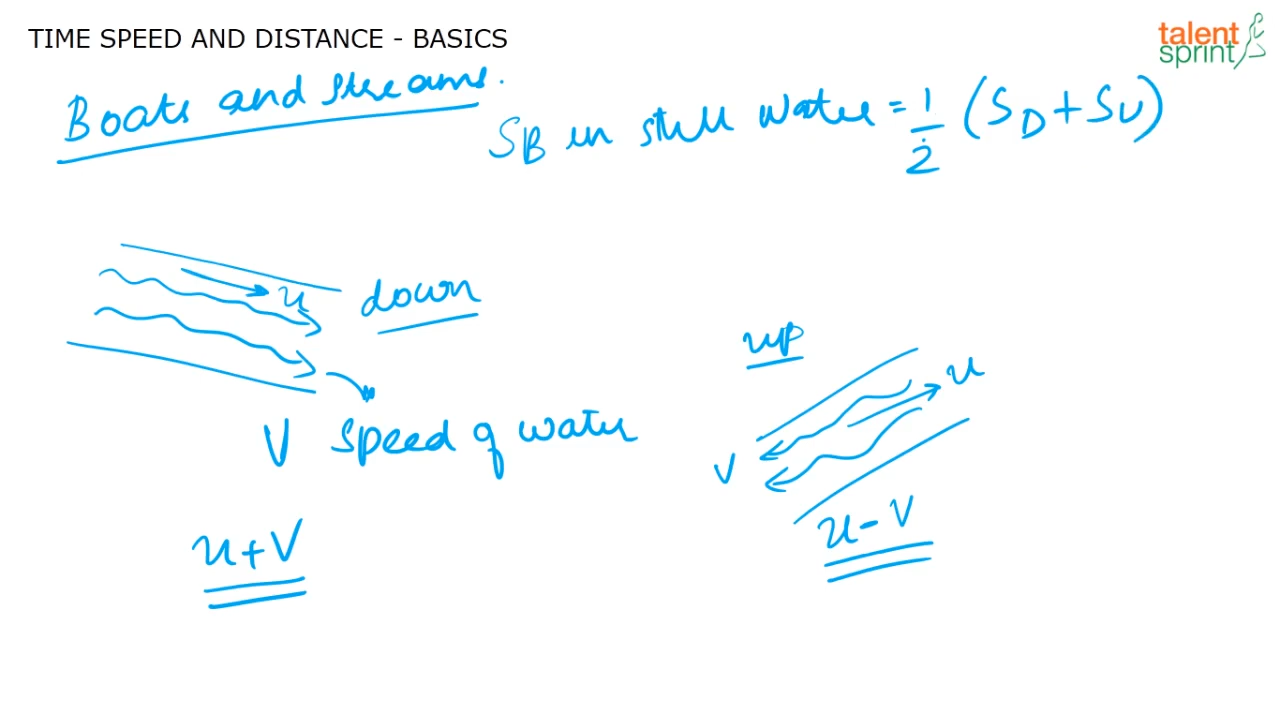 TIME SPEED AND DISTANCE - BASICS
talent
sprint
Boats and streams.
SB in still water = 1/2 (SD + SU)
u
down
V speed of water
u + V
up
u
V
u - V